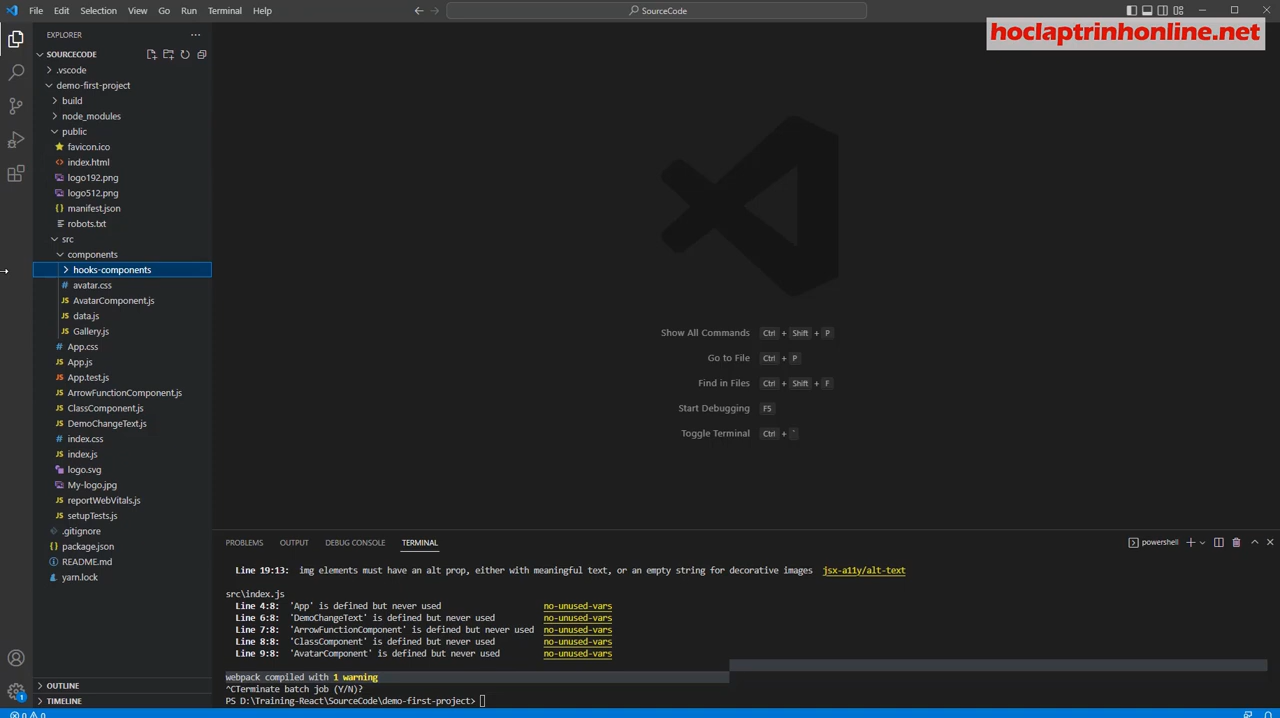 File Edit Selection View Go Run Terminal Help
SourceCode
hoclaptrinhonline.net
EXPLORER
SOURCECODE
.vscode
demo-first-project
build
node_modules
public
favicon.ico
index.html
logo192.png
logo512.png
manifest.json
robots.txt
src
components
hooks-components
avatar.css
AvatarComponent.js
data.js
Gallery.js
App.css
App.js
App.test.js
ArrowFunctionComponent.js
ClassComponent.js
DemoChangeText.js
index.css
index.js
logo.svg
My-logo.jpg
reportWebVitals.js
setupTests.js
.gitignore
package.json
README.md
yarn.lock
OUTLINE
TIMELINE
Show All Commands Ctrl + Shift + P
Go to File Ctrl + P
Find in Files Ctrl + Shift + F
Start Debugging F5
Toggle Terminal Ctrl + `
PROBLEMS OUTPUT DEBUG CONSOLE TERMINAL
powershell
Line 19:13: img elements must have an alt prop, either with meaningful text, or an empty string for decorative images jsx-a11y/alt-text
src\index.js
Line 4:8: 'App' is defined but never used no-unused-vars
Line 6:8: 'DemoChangeText' is defined but never used no-unused-vars
Line 7:8: 'ArrowFunctionComponent' is defined but never used no-unused-vars
Line 8:8: 'ClassComponent' is defined but never used no-unused-vars
Line 9:8: 'AvatarComponent' is defined but never used no-unused-vars
webpack compiled with 1 warning
^CTerminate batch job (Y/N)?
PS D:\Training-React\SourceCode\demo-first-project>
1
0 0